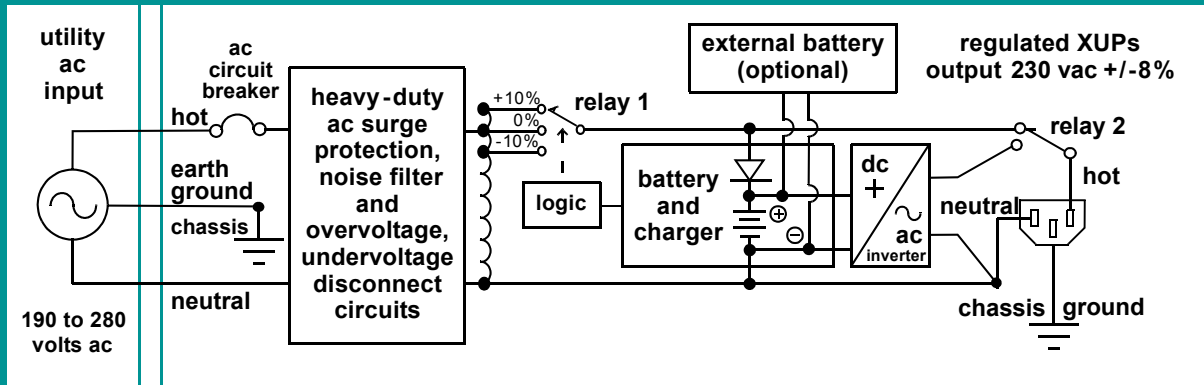 utility
ac
input
ac
circuit
breaker
hot
earth
ground
chassis
neutral
190 to 280
volts ac
heavy-duty
ac surge
protection,
noise filter
and
overvoltage,
undervoltage
disconnect
circuits
+10%
0%
-10%
relay 1
logic
external battery
(optional)
battery
and
charger
+
−
dc
+
ac
inverter
regulated XUPs
output 230 vac +/-8%
relay 2
hot
neutral
chassis
ground